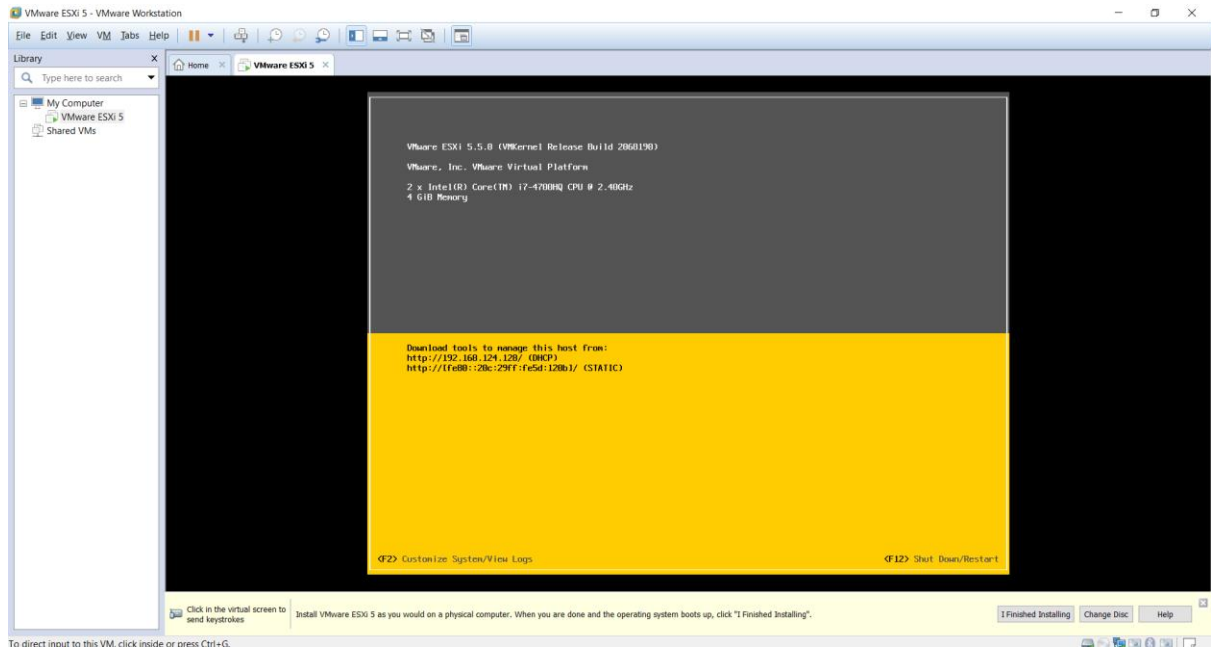 VMware ESXi 5 - VMware Workstation
File Edit View VM Tabs Help
Library
Type here to search
My Computer
VMware ESXi 5
Shared VMs
Home
VMware ESXi 5
VMware ESXi 5.5.0 (VMKernel Release Build 2068190)
VMware, Inc. VMware Virtual Platform
2 x Intel(R) Core(TM) i7-4700HQ CPU @ 2.40GHz
4 GiB Memory
Download tools to manage this host from:
http://192.168.124.128/ (DHCP)
http://[fe80::20c:29ff:fe5d:120b]/ (STATIC)
<F2> Customize System/View Logs
<F12> Shut Down/Restart
Click in the virtual screen to
send keystrokes
Install VMware ESXi 5 as you would on a physical computer. When you are done and the operating system boots up, click "I Finished Installing".
I Finished Installing
Change Disc
Help
To direct input to this VM, click inside or press Ctrl+G.